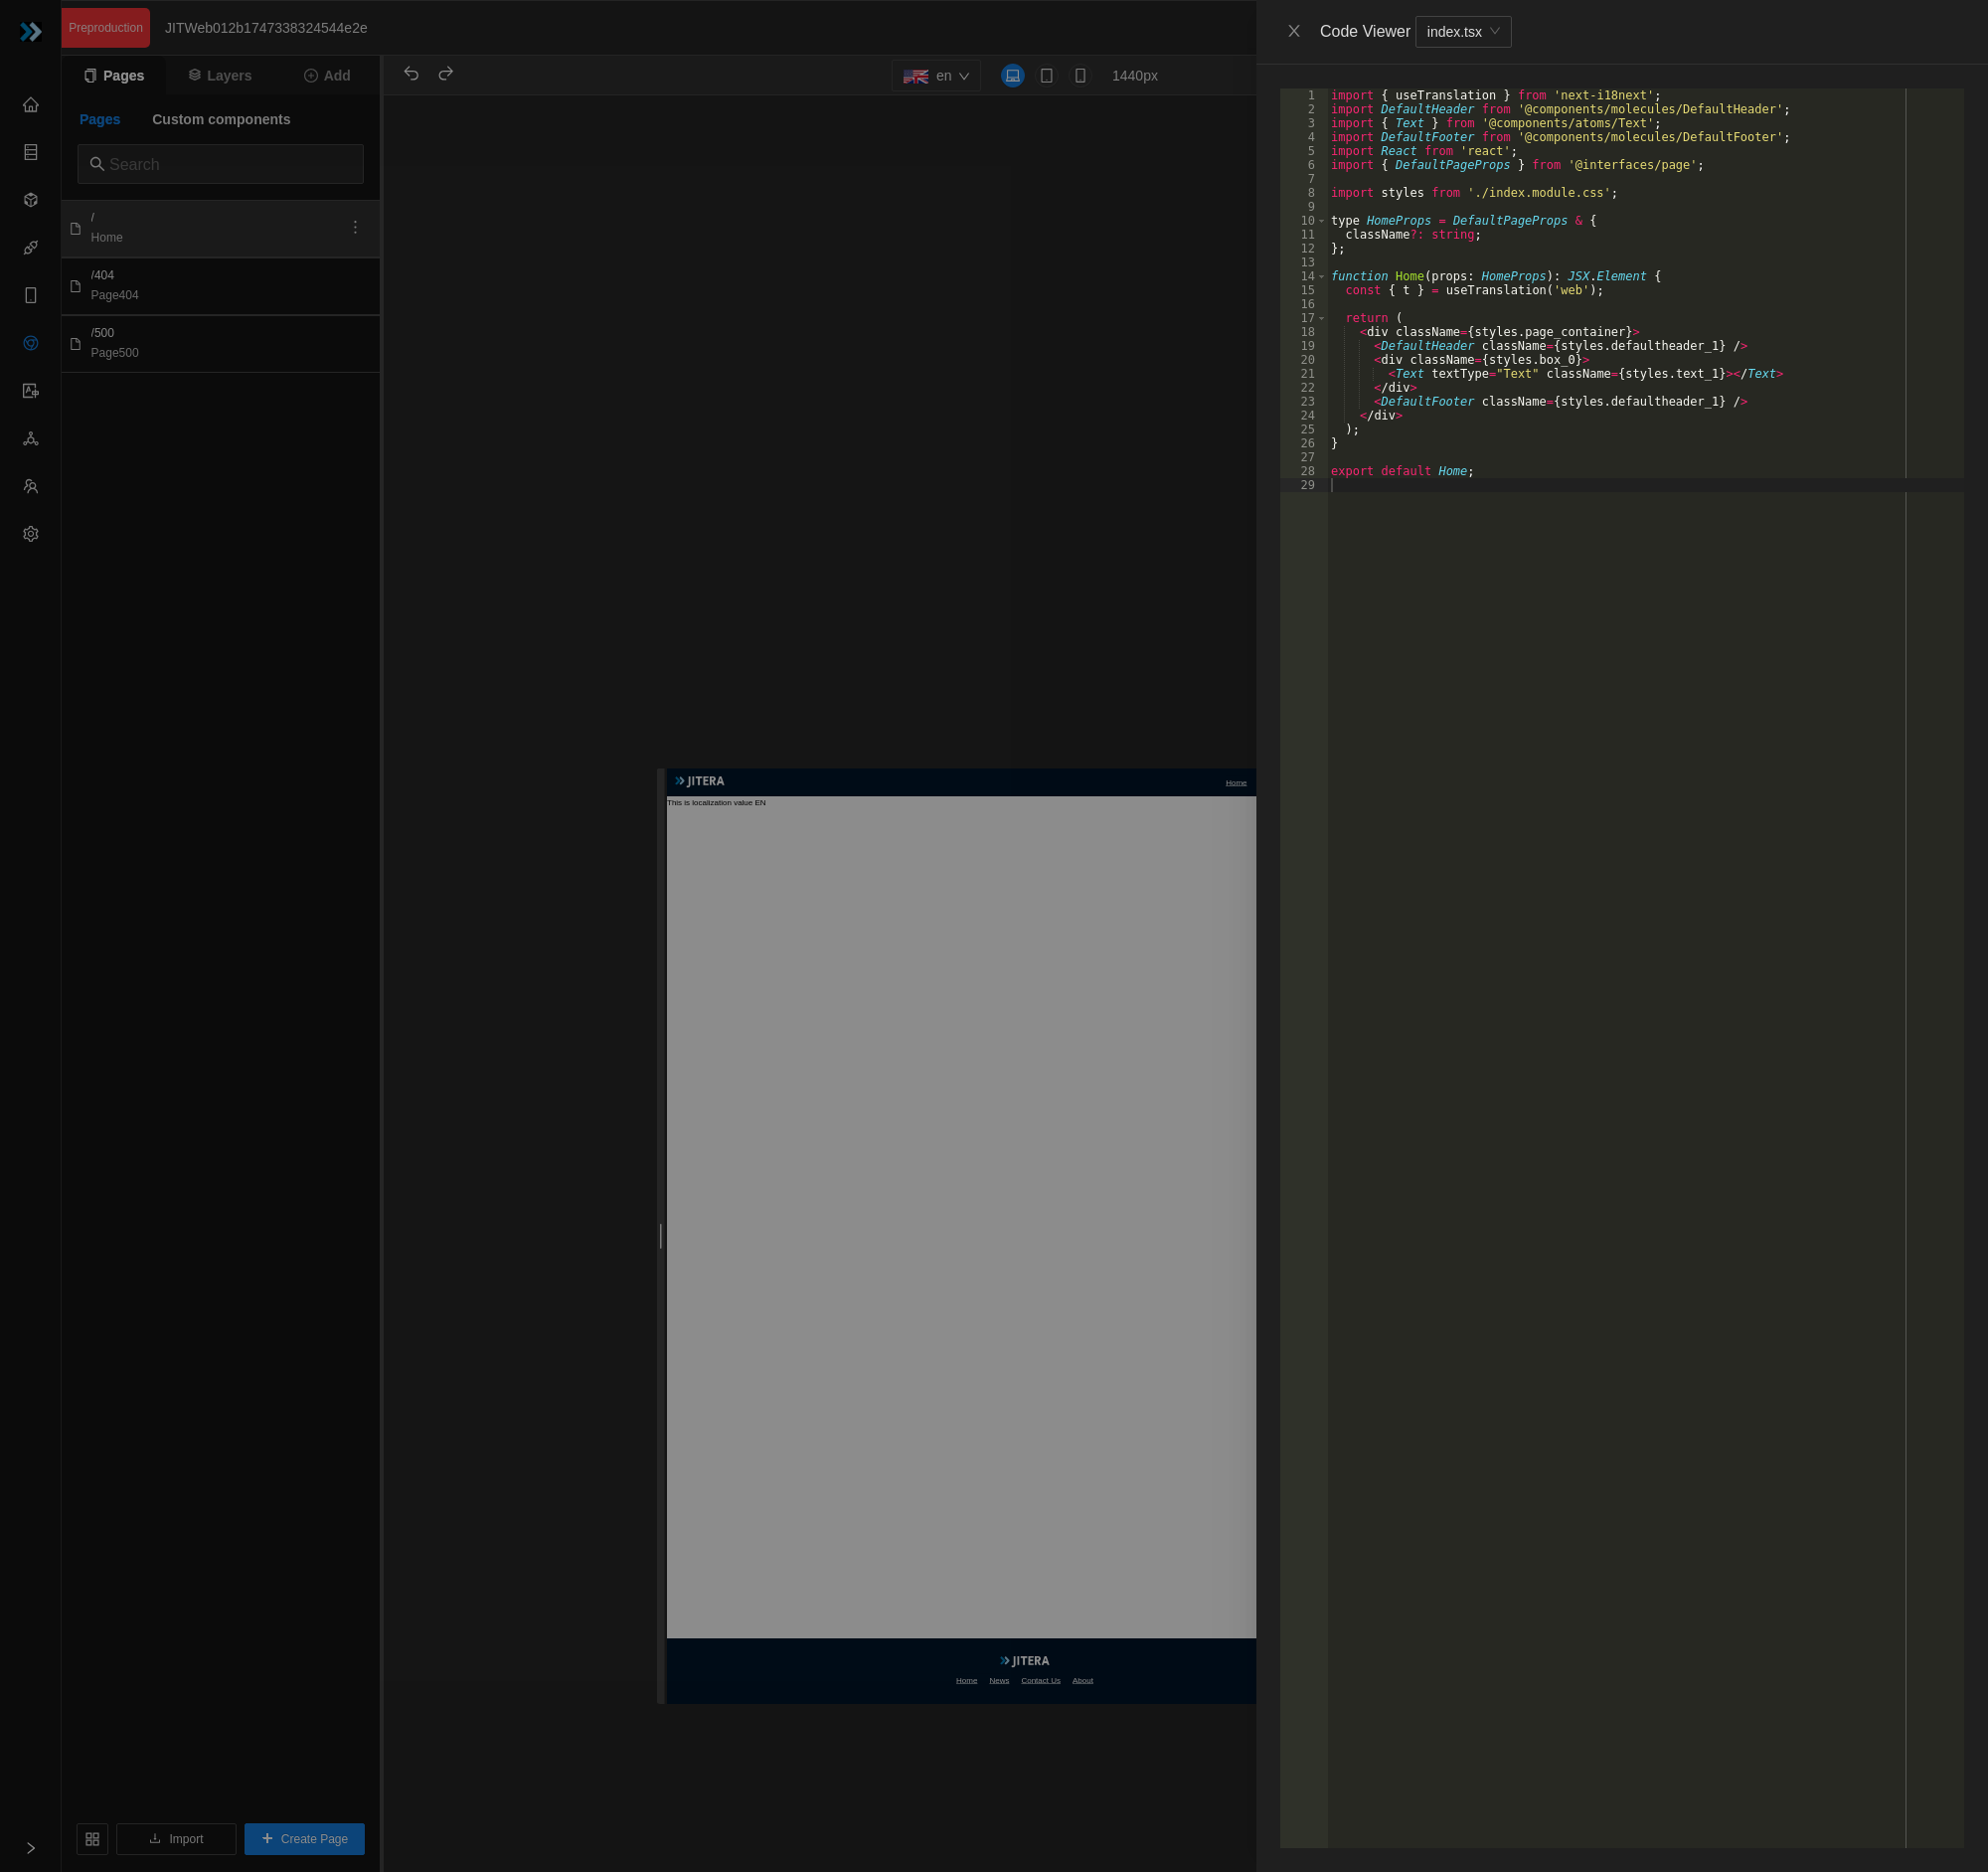 Preproduction
JITWeb012b1747338324544e2e
Pages
Layers
Add
Pages
Custom components
Search
/
Home
/404
Page404
/500
Page500
Import
Create Page
en
1440px
JITERA
Home
This is localization value EN
JITERA
Home News Contact Us About
Code Viewer
index.tsx
1 import { useTranslation } from 'next-i18next';
2 import DefaultHeader from '@components/molecules/DefaultHeader';
3 import { Text } from '@components/atoms/Text';
4 import DefaultFooter from '@components/molecules/DefaultFooter';
5 import React from 'react';
6 import { DefaultPageProps } from '@interfaces/page';
7
8 import styles from './index.module.css';
9
10 type HomeProps = DefaultPageProps & {
11   className?: string;
12 };
13
14 function Home(props: HomeProps): JSX.Element {
15   const { t } = useTranslation('web');
16
17   return (
18     <div className={styles.page_container}>
19       <DefaultHeader className={styles.defaultheader_1} />
20       <div className={styles.box_0}>
21         <Text textType="Text" className={styles.text_1}></Text>
22       </div>
23       <DefaultFooter className={styles.defaultheader_1} />
24     </div>
25   );
26 }
27
28 export default Home;
29